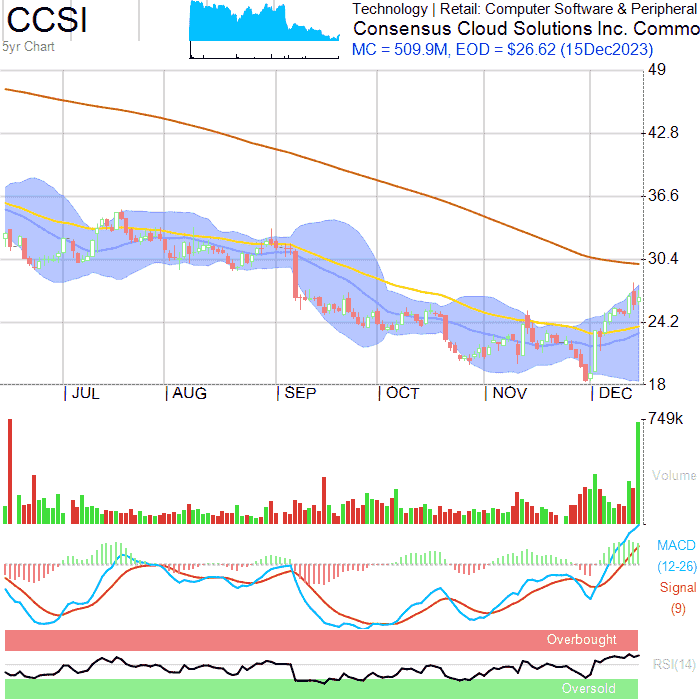 CCSI
5yr Chart
Technology | Retail: Computer Software & Peripheral
Consensus Cloud Solutions Inc. Commo
MC = 509.9M, EOD = $26.62 (15Dec2023)
49
42.8
36.6
30.4
24.2
18
| JUL | AUG | SEP | OCT | NOV | DEC
749k
Volume
MACD
(12-26)
Signal
(9)
Overbought
RSI(14)
Oversold